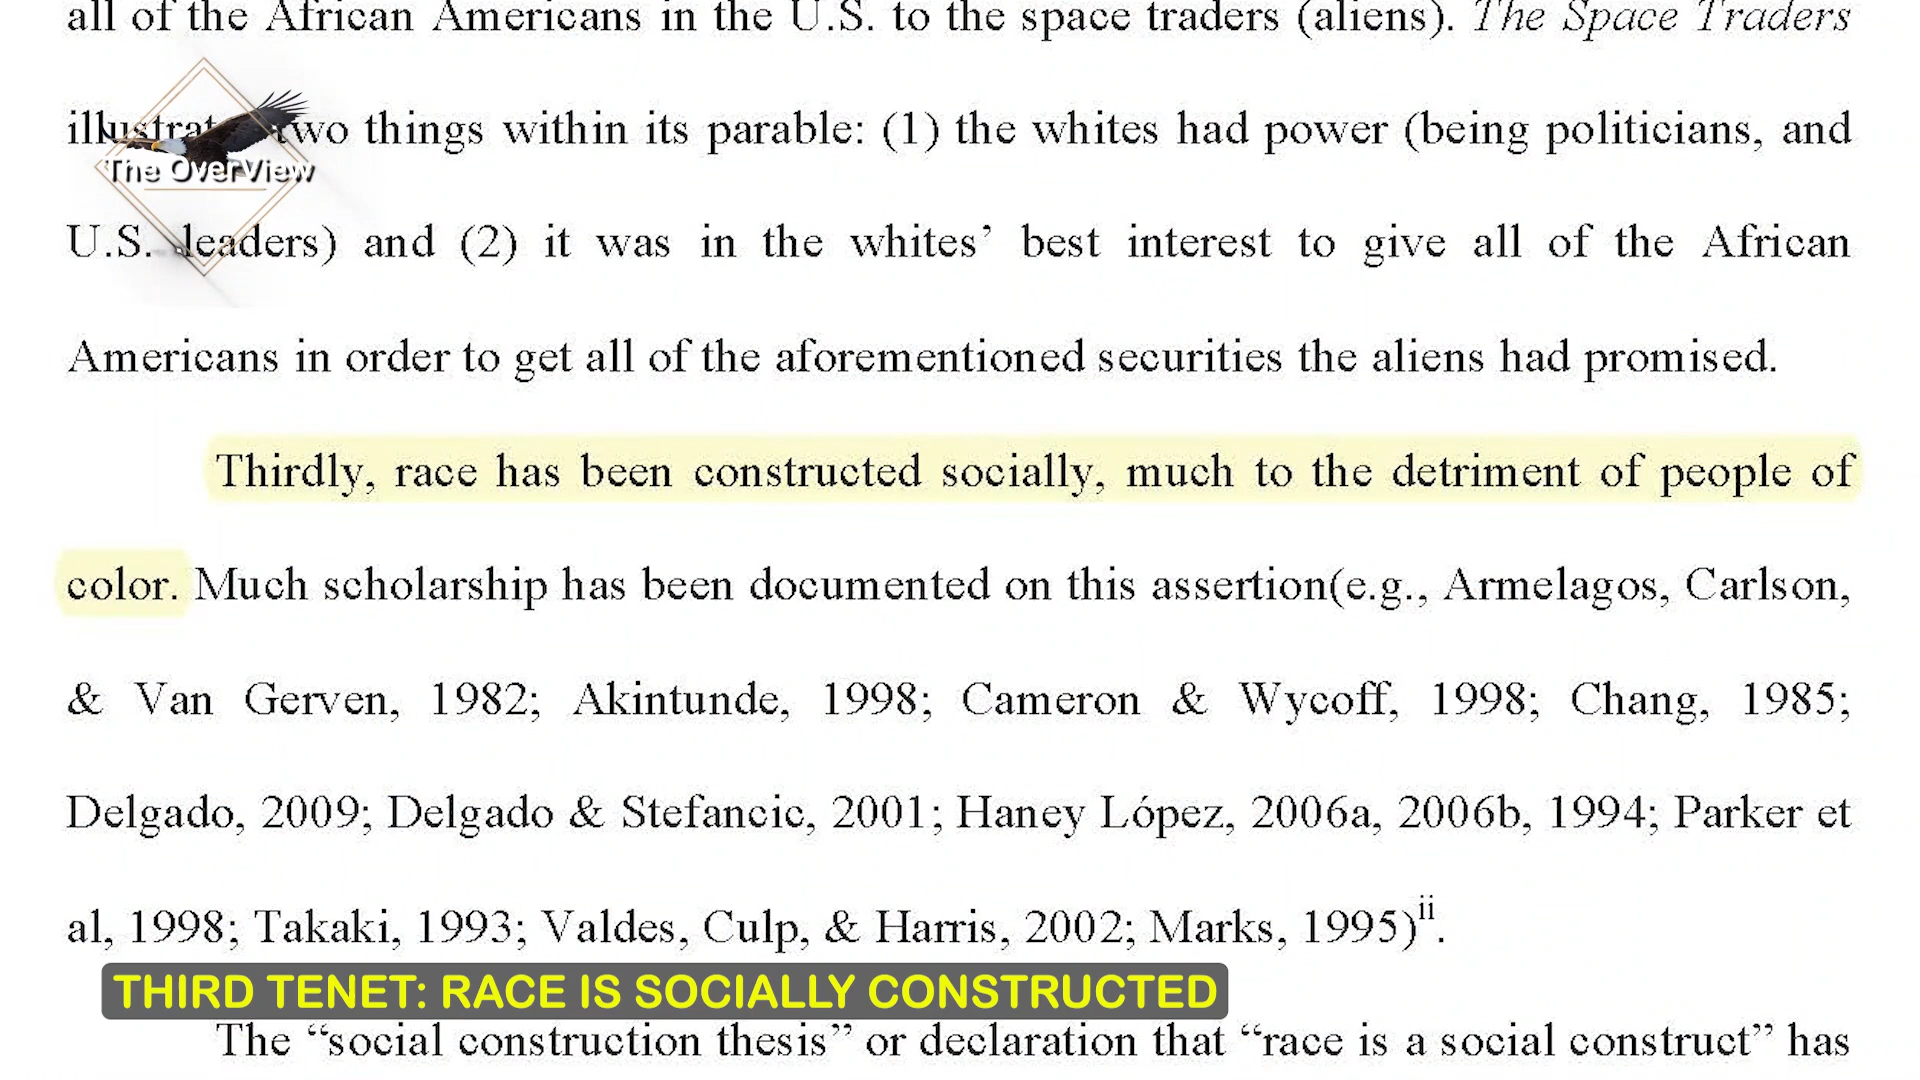 all of the African Americans in the U.S. to the space traders (aliens). The Space Traders
two things within its parable: (1) the whites had power (being politicians, and
The OverView
U.S. leaders) and (2) it was in the whites’ best interest to give all of the African
Americans in order to get all of the aforementioned securities the aliens had promised.
Thirdly, race has been constructed socially, much to the detriment of people of
color. Much scholarship has been documented on this assertion(e.g., Armelagos, Carlson,
& Van Gerven, 1982; Akintunde, 1998; Cameron & Wycoff, 1998; Chang, 1985;
Delgado, 2009; Delgado & Stefancic, 2001; Haney López, 2006a, 2006b, 1994; Parker et
al, 1998; Takaki, 1993; Valdes, Culp, & Harris, 2002; Marks, 1995)ii.
THIRD TENET: RACE IS SOCIALLY CONSTRUCTED
The “social construction thesis” or declaration that “race is a social construct” has